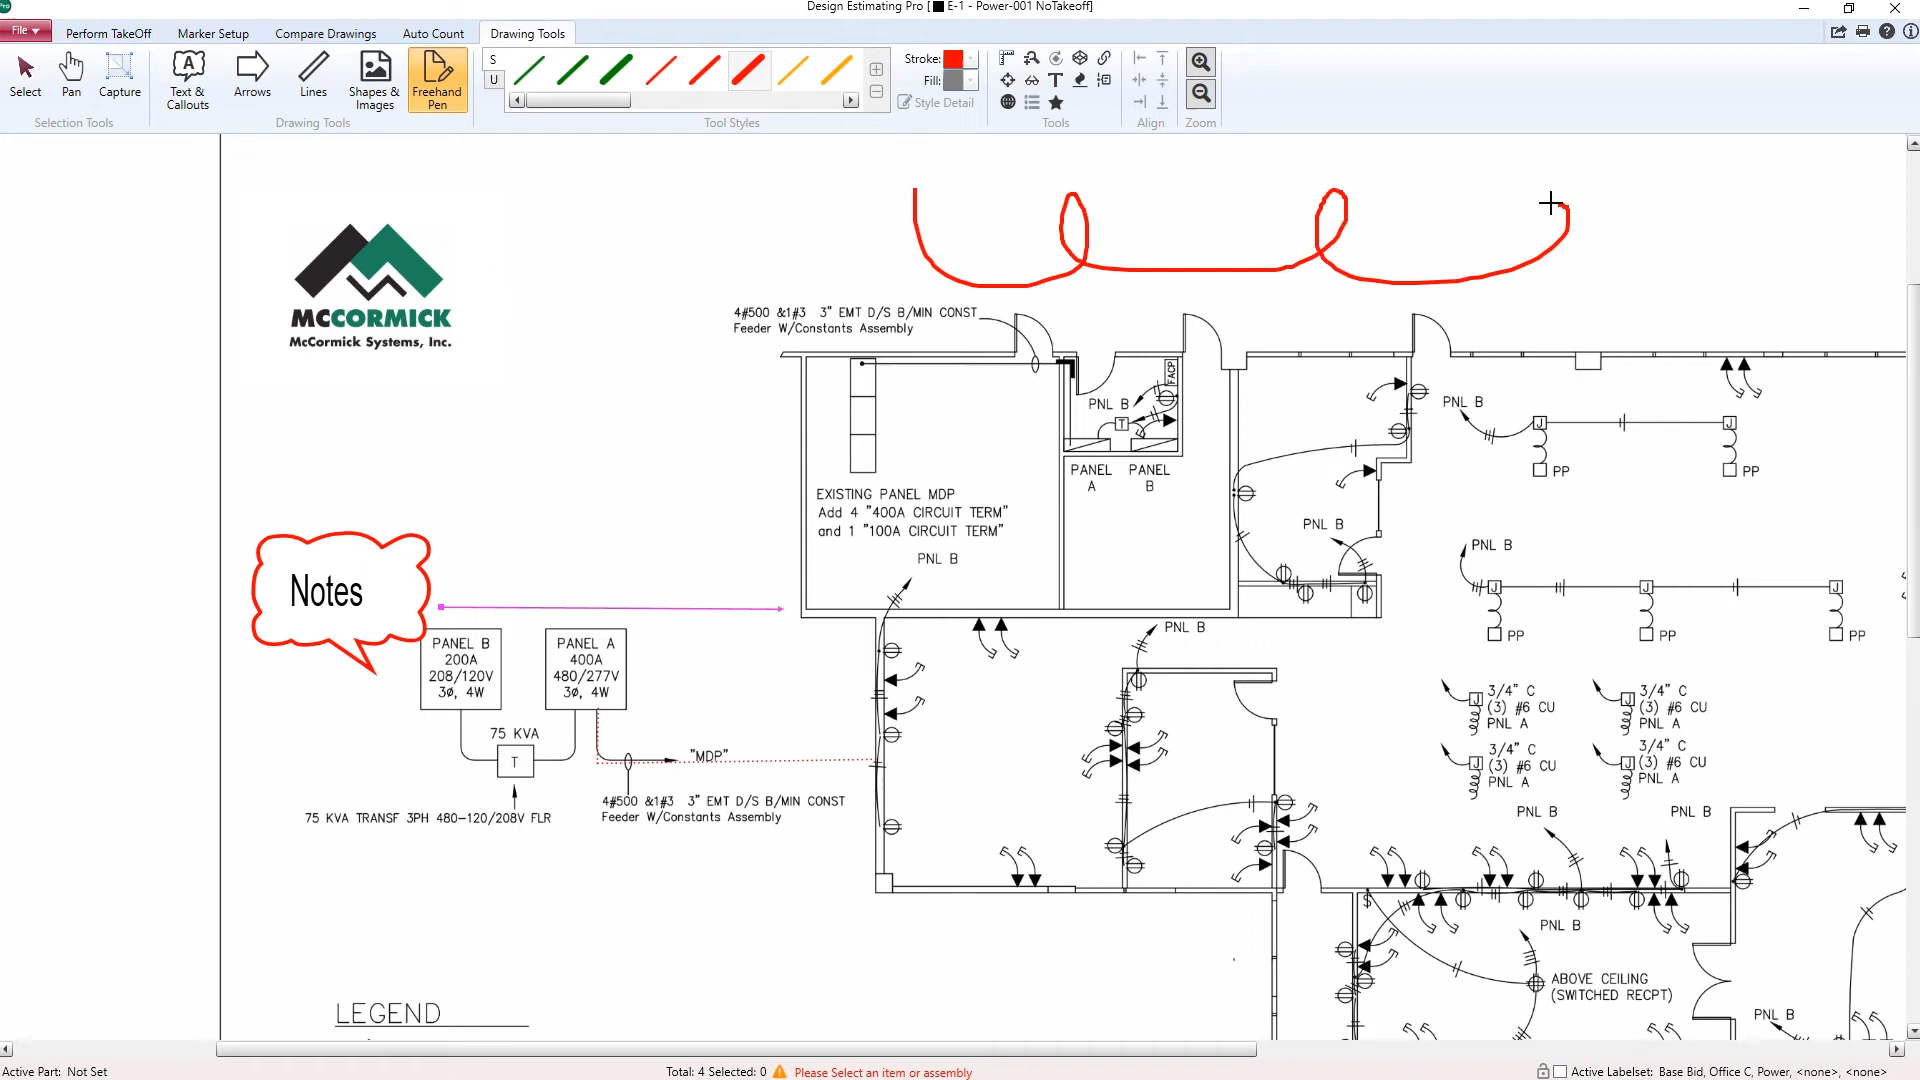 Pro
Design Estimating Pro [ E-1 - Power-001 NoTakeoff]
File
Perform TakeOff
Marker Setup
Compare Drawings
Auto Count
Drawing Tools
Select
Pan
Capture
Text & Callouts
Arrows
Lines
Shapes & Images
Freehand Pen
S
U
Stroke:
Fill:
Style Detail
Selection Tools
Drawing Tools
Tool Styles
Tools
Align
Zoom
MCCORMICK
McCormick Systems, Inc.
4#500 &1#3 3" EMT D/S B/MIN CONST
Feeder W/Constants Assembly
FACP
PNL B
T
PANEL A
PANEL B
EXISTING PANEL MDP
Add 4 "400A CIRCUIT TERM"
and 1 "100A CIRCUIT TERM"
PNL B
PNL B
PNL B
J
J
PP
PP
PNL B
J
J
J
PP
PP
PP
PNL B
Notes
PANEL B
200A
208/120V
3ø, 4W
PANEL A
400A
480/277V
3ø, 4W
75 KVA
T
"MDP"
75 KVA TRANSF 3PH 480-120/208V FLR
4#500 &1#3 3" EMT D/S B/MIN CONST
Feeder W/Constants Assembly
J
3/4" C
(3) #6 CU
PNL A
J
3/4" C
(3) #6 CU
PNL A
J
3/4" C
(3) #6 CU
PNL A
J
3/4" C
(3) #6 CU
PNL A
PNL B
PNL B
$
PNL B
ABOVE CEILING
(SWITCHED RECPT)
PNL B
LEGEND
Active Part: Not Set
Total: 4 Selected: 0
Please Select an item or assembly
Active Labelset: Base Bid, Office C, Power, <none>, <none>